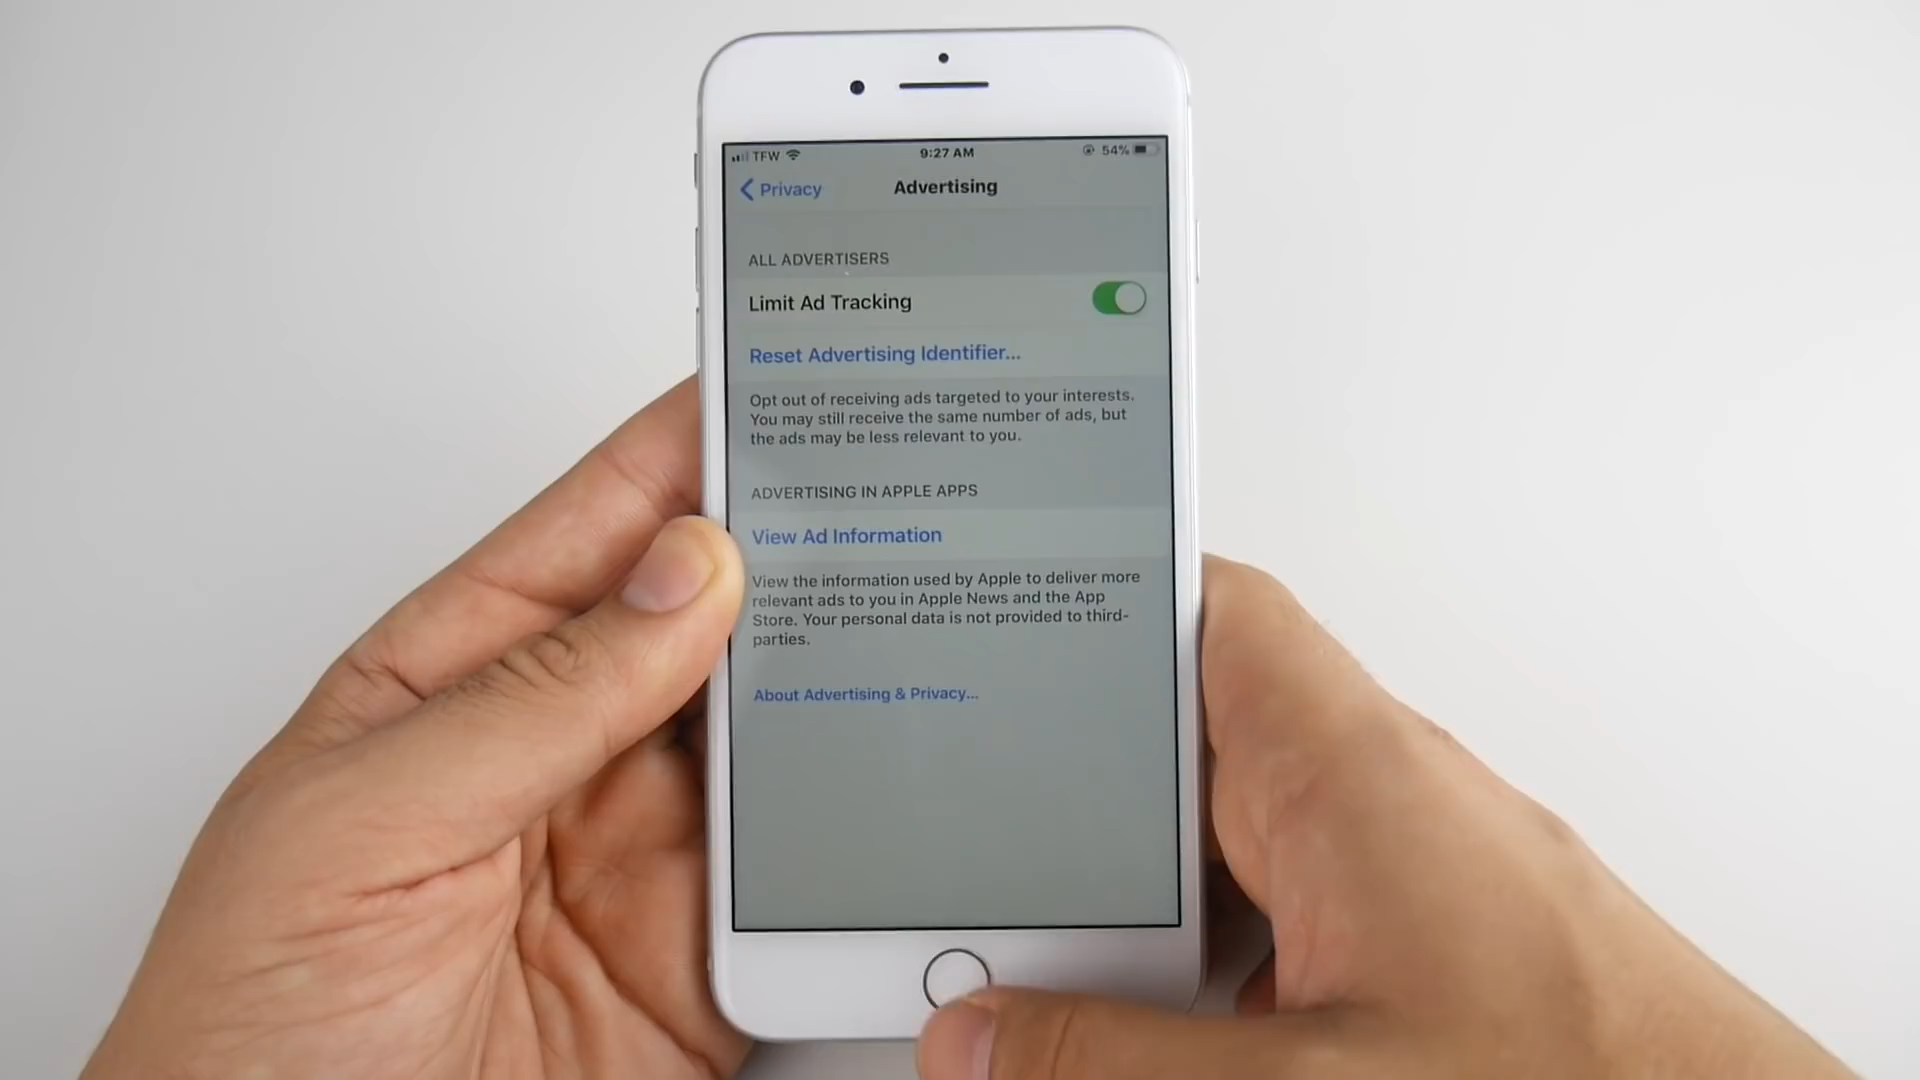 TFW 9:27 AM 54%
Privacy Advertising
ALL ADVERTISERS
Limit Ad Tracking
Reset Advertising Identifier...
Opt out of receiving ads targeted to your interests.
You may still receive the same number of ads, but
the ads may be less relevant to you.
ADVERTISING IN APPLE APPS
View Ad Information
View the information used by Apple to deliver more
relevant ads to you in Apple News and the App
Store. Your personal data is not provided to third-
parties.
About Advertising & Privacy...